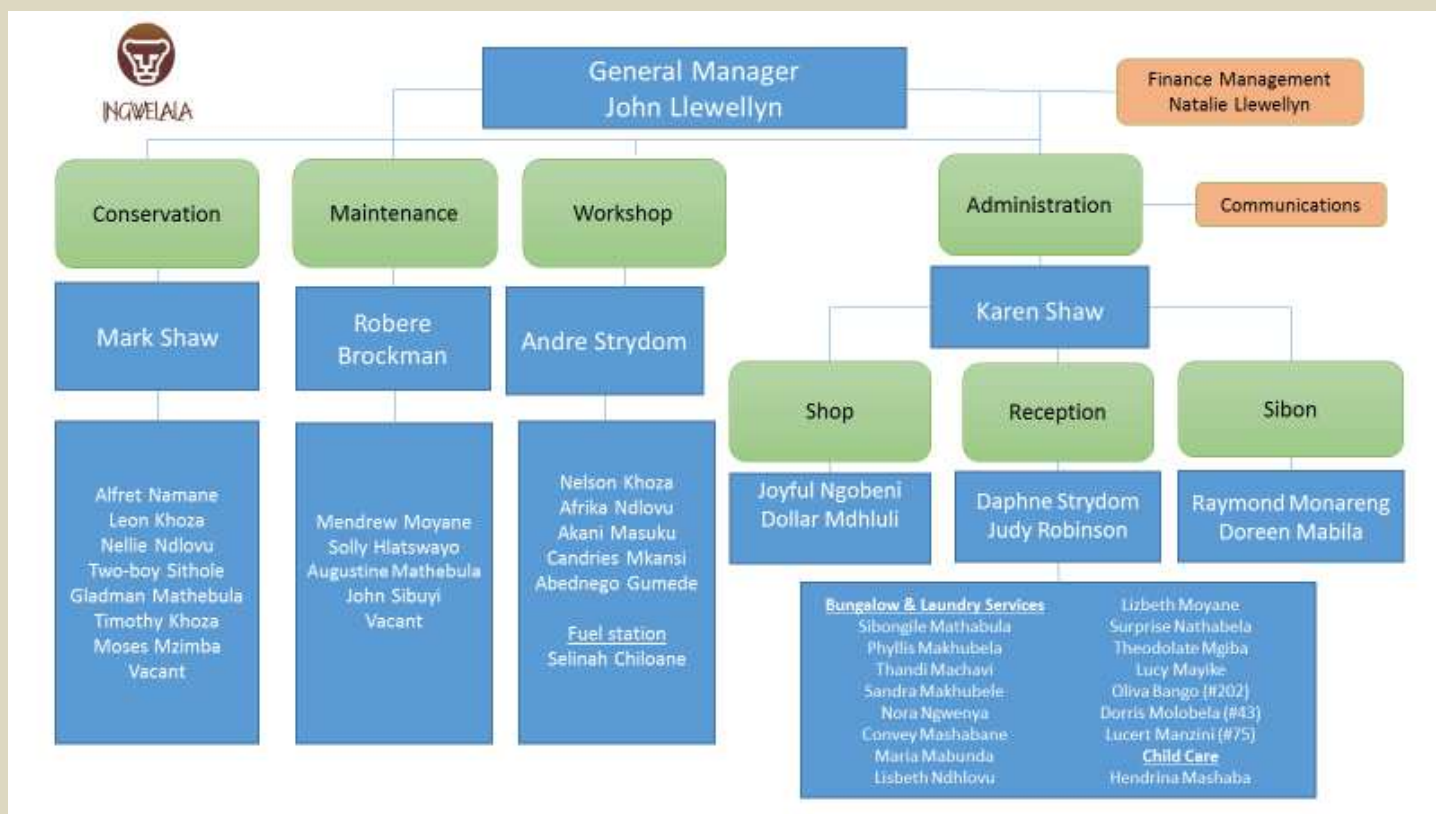 INGWELALA
General Manager
John Llewellyn
Finance Management
Natalie Llewellyn
Conservation
Maintenance
Workshop
Administration
Communications
Mark Shaw
Robere
Brockman
Andre Strydom
Karen Shaw
Shop
Reception
Sibon
Alfret Namane
Leon Khoza
Nellie Ndlovu
Two-boy Sithole
Gladman Mathebula
Timothy Khoza
Moses Mzimba
Vacant
Mendrew Moyane
Solly Hlatswayo
Augustine Mathebula
John Sibuyi
Vacant
Nelson Khoza
Afrika Ndlovu
Akani Masuku
Candries Mkansi
Abednego Gumede
Fuel station
Selinah Chiloane
Joyful Ngobeni
Dollar Mdhluli
Daphne Strydom
Judy Robinson
Raymond Monareng
Doreen Mabila
Bungalow & Laundry Services
Sibongile Mathabula
Phyllis Makhubela
Thandi Machavi
Sandra Makhubele
Nora Ngwenya
Convey Mashabane
Maria Mabunda
Lisbeth Ndhlovu
Lizbeth Moyane
Surprise Nathabela
Theodolate Mgiba
Lucy Mayike
Oliva Bango (#202)
Dorris Molobela (#43)
Lucert Manzini (#75)
Child Care
Hendrina Mashaba